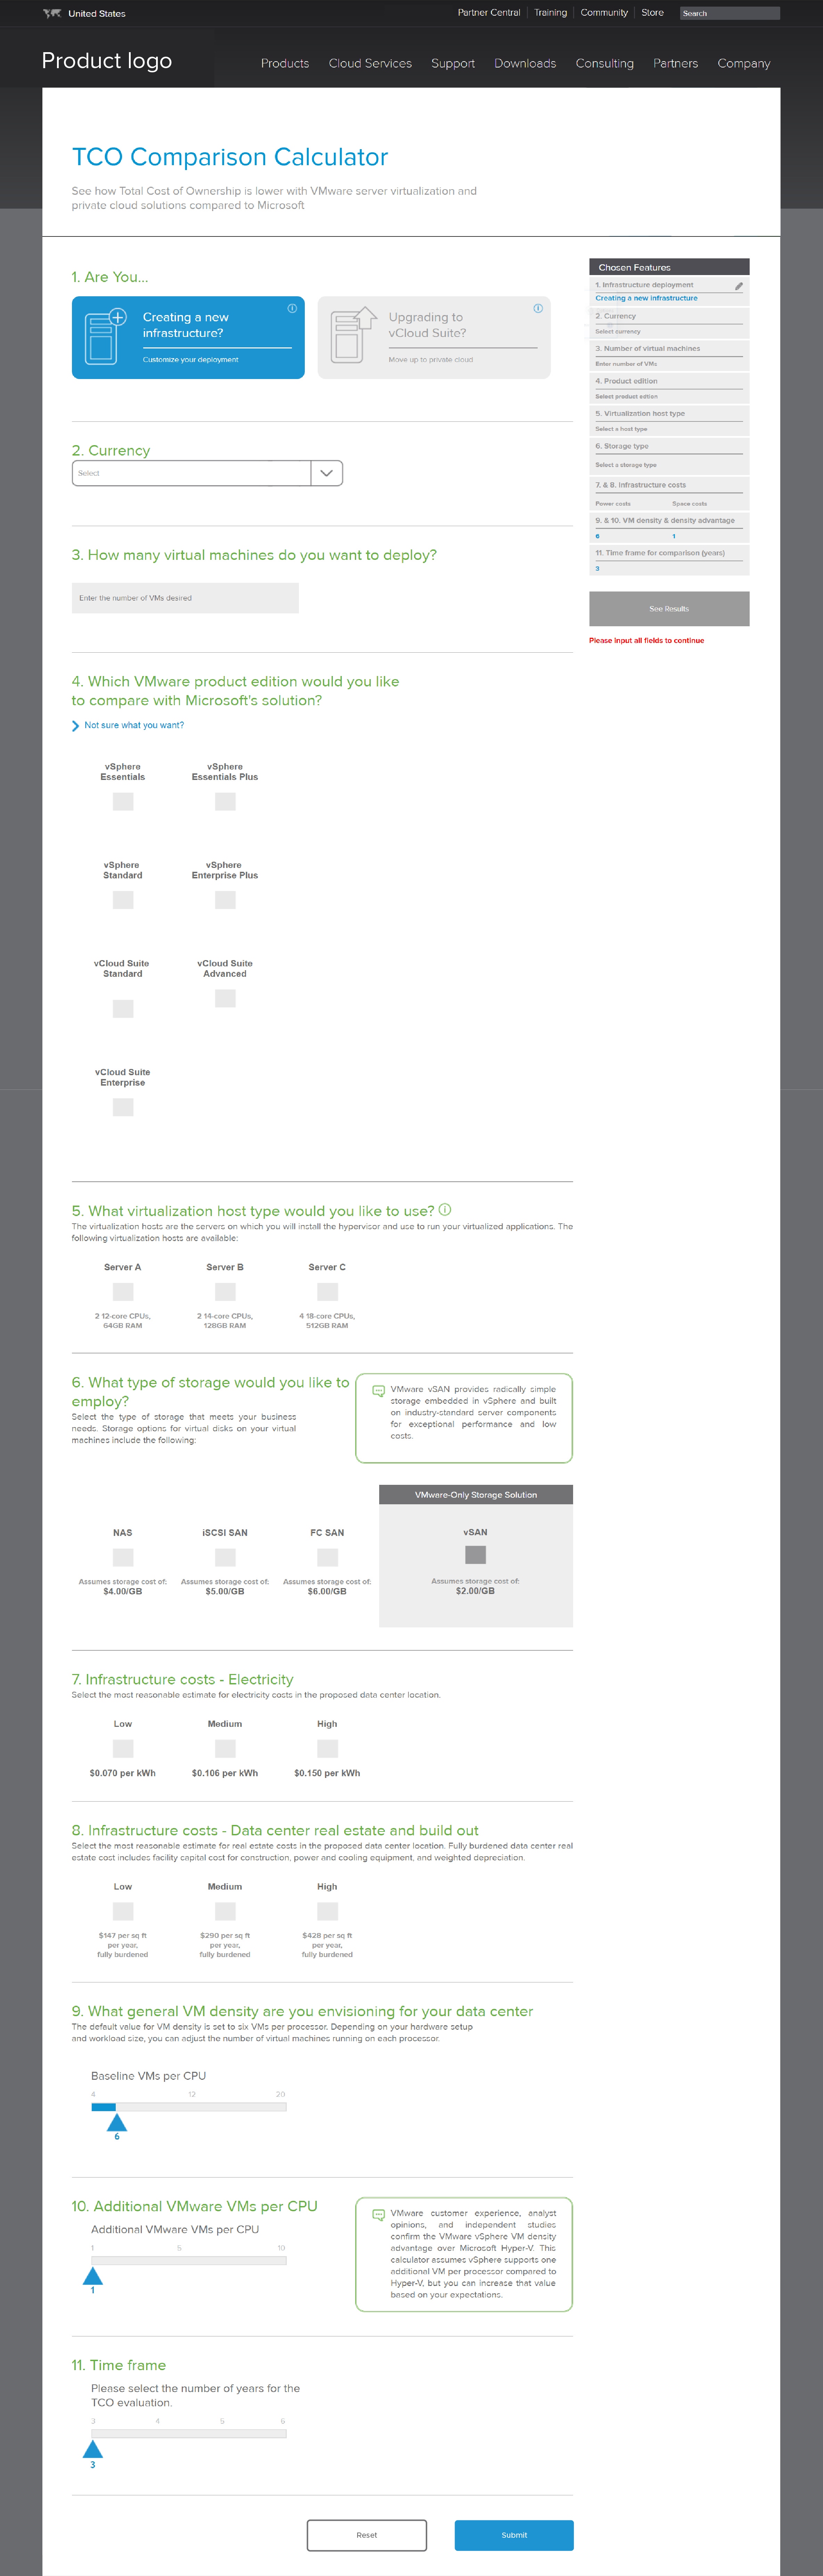 United States
Partner Central
Training
Community
Store
Search
Product logo
Products
Cloud Services
Support
Downloads
Consulting
Partners
Company
TCO Comparison Calculator
See how Total Cost of Ownership is lower with VMware server virtualization and
private cloud solutions compared to Microsoft
1. Are You...
Creating a new
infrastructure?
Customize your deployment
Upgrading to
vCloud Suite?
Move up to private cloud
Chosen Features
1. Infrastructure deployment
Creating a new infrastructure
2. Currency
Select currency
3. Number of virtual machines
Enter number of VMs
4. Product edition
Select product edtion
5. Virtualization host type
Select a host type
6. Storage type
Select a storage type
7. & 8. Infrastructure costs
Power costs
Space costs
9. & 10. VM density & density advantage
6
1
11. Time frame for comparison (years)
3
See Results
Please input all fields to continue
2. Currency
Select
3. How many virtual machines do you want to deploy?
Enter the number of VMs desired
4. Which VMware product edition would you like
to compare with Microsoft's solution?
Not sure what you want?
vSphere
Essentials
vSphere
Essentials Plus
vSphere
Standard
vSphere
Enterprise Plus
vCloud Suite
Standard
vCloud Suite
Advanced
vCloud Suite
Enterprise
5. What virtualization host type would you like to use?
The virtualization hosts are the servers on which you will install the hypervisor and use to run your virtualized applications. The
following virtualization hosts are available:
Server A
Server B
Server C
2 12-core CPUs,
64GB RAM
2 14-core CPUs,
128GB RAM
4 18-core CPUs,
512GB RAM
6. What type of storage would you like to
employ?
Select the type of storage that meets your business
needs. Storage options for virtual disks on your virtual
machines include the following:
VMware vSAN provides radically simple
storage embedded in vSphere and built
on industry-standard server components
for exceptional performance and low
costs.
VMware-Only Storage Solution
NAS
iSCSI SAN
FC SAN
vSAN
Assumes storage cost of:
$4.00/GB
Assumes storage cost of:
$5.00/GB
Assumes storage cost of:
$6.00/GB
Assumes storage cost of:
$2.00/GB
7. Infrastructure costs - Electricity
Select the most reasonable estimate for electricity costs in the proposed data center location.
Low
Medium
High
$0.070 per kWh
$0.106 per kWh
$0.150 per kWh
8. Infrastructure costs - Data center real estate and build out
Select the most reasonable estimate for real estate costs in the proposed data center location. Fully burdened data center real
estate cost includes facility capital cost for construction, power and cooling equipment, and weighted depreciation.
Low
Medium
High
$147 per sq ft
per year,
fully burdened
$290 per sq ft
per year,
fully burdened
$428 per sq ft
per year,
fully burdened
9. What general VM density are you envisioning for your data center
The default value for VM density is set to six VMs per processor. Depending on your hardware setup
and workload size, you can adjust the number of virtual machines running on each processor.
Baseline VMs per CPU
4
12
20
6
10. Additional VMware VMs per CPU
Additional VMware VMs per CPU
1
5
10
1
VMware customer experience, analyst
opinions, and independent studies
confirm the VMware vSphere VM density
advantage over Microsoft Hyper-V. This
calculator assumes vSphere supports one
additional VM per processor compared to
Hyper-V, but you can increase that value
based on your expectations.
11. Time frame
Please select the number of years for the
TCO evaluation.
3
4
5
6
3
Reset
Submit